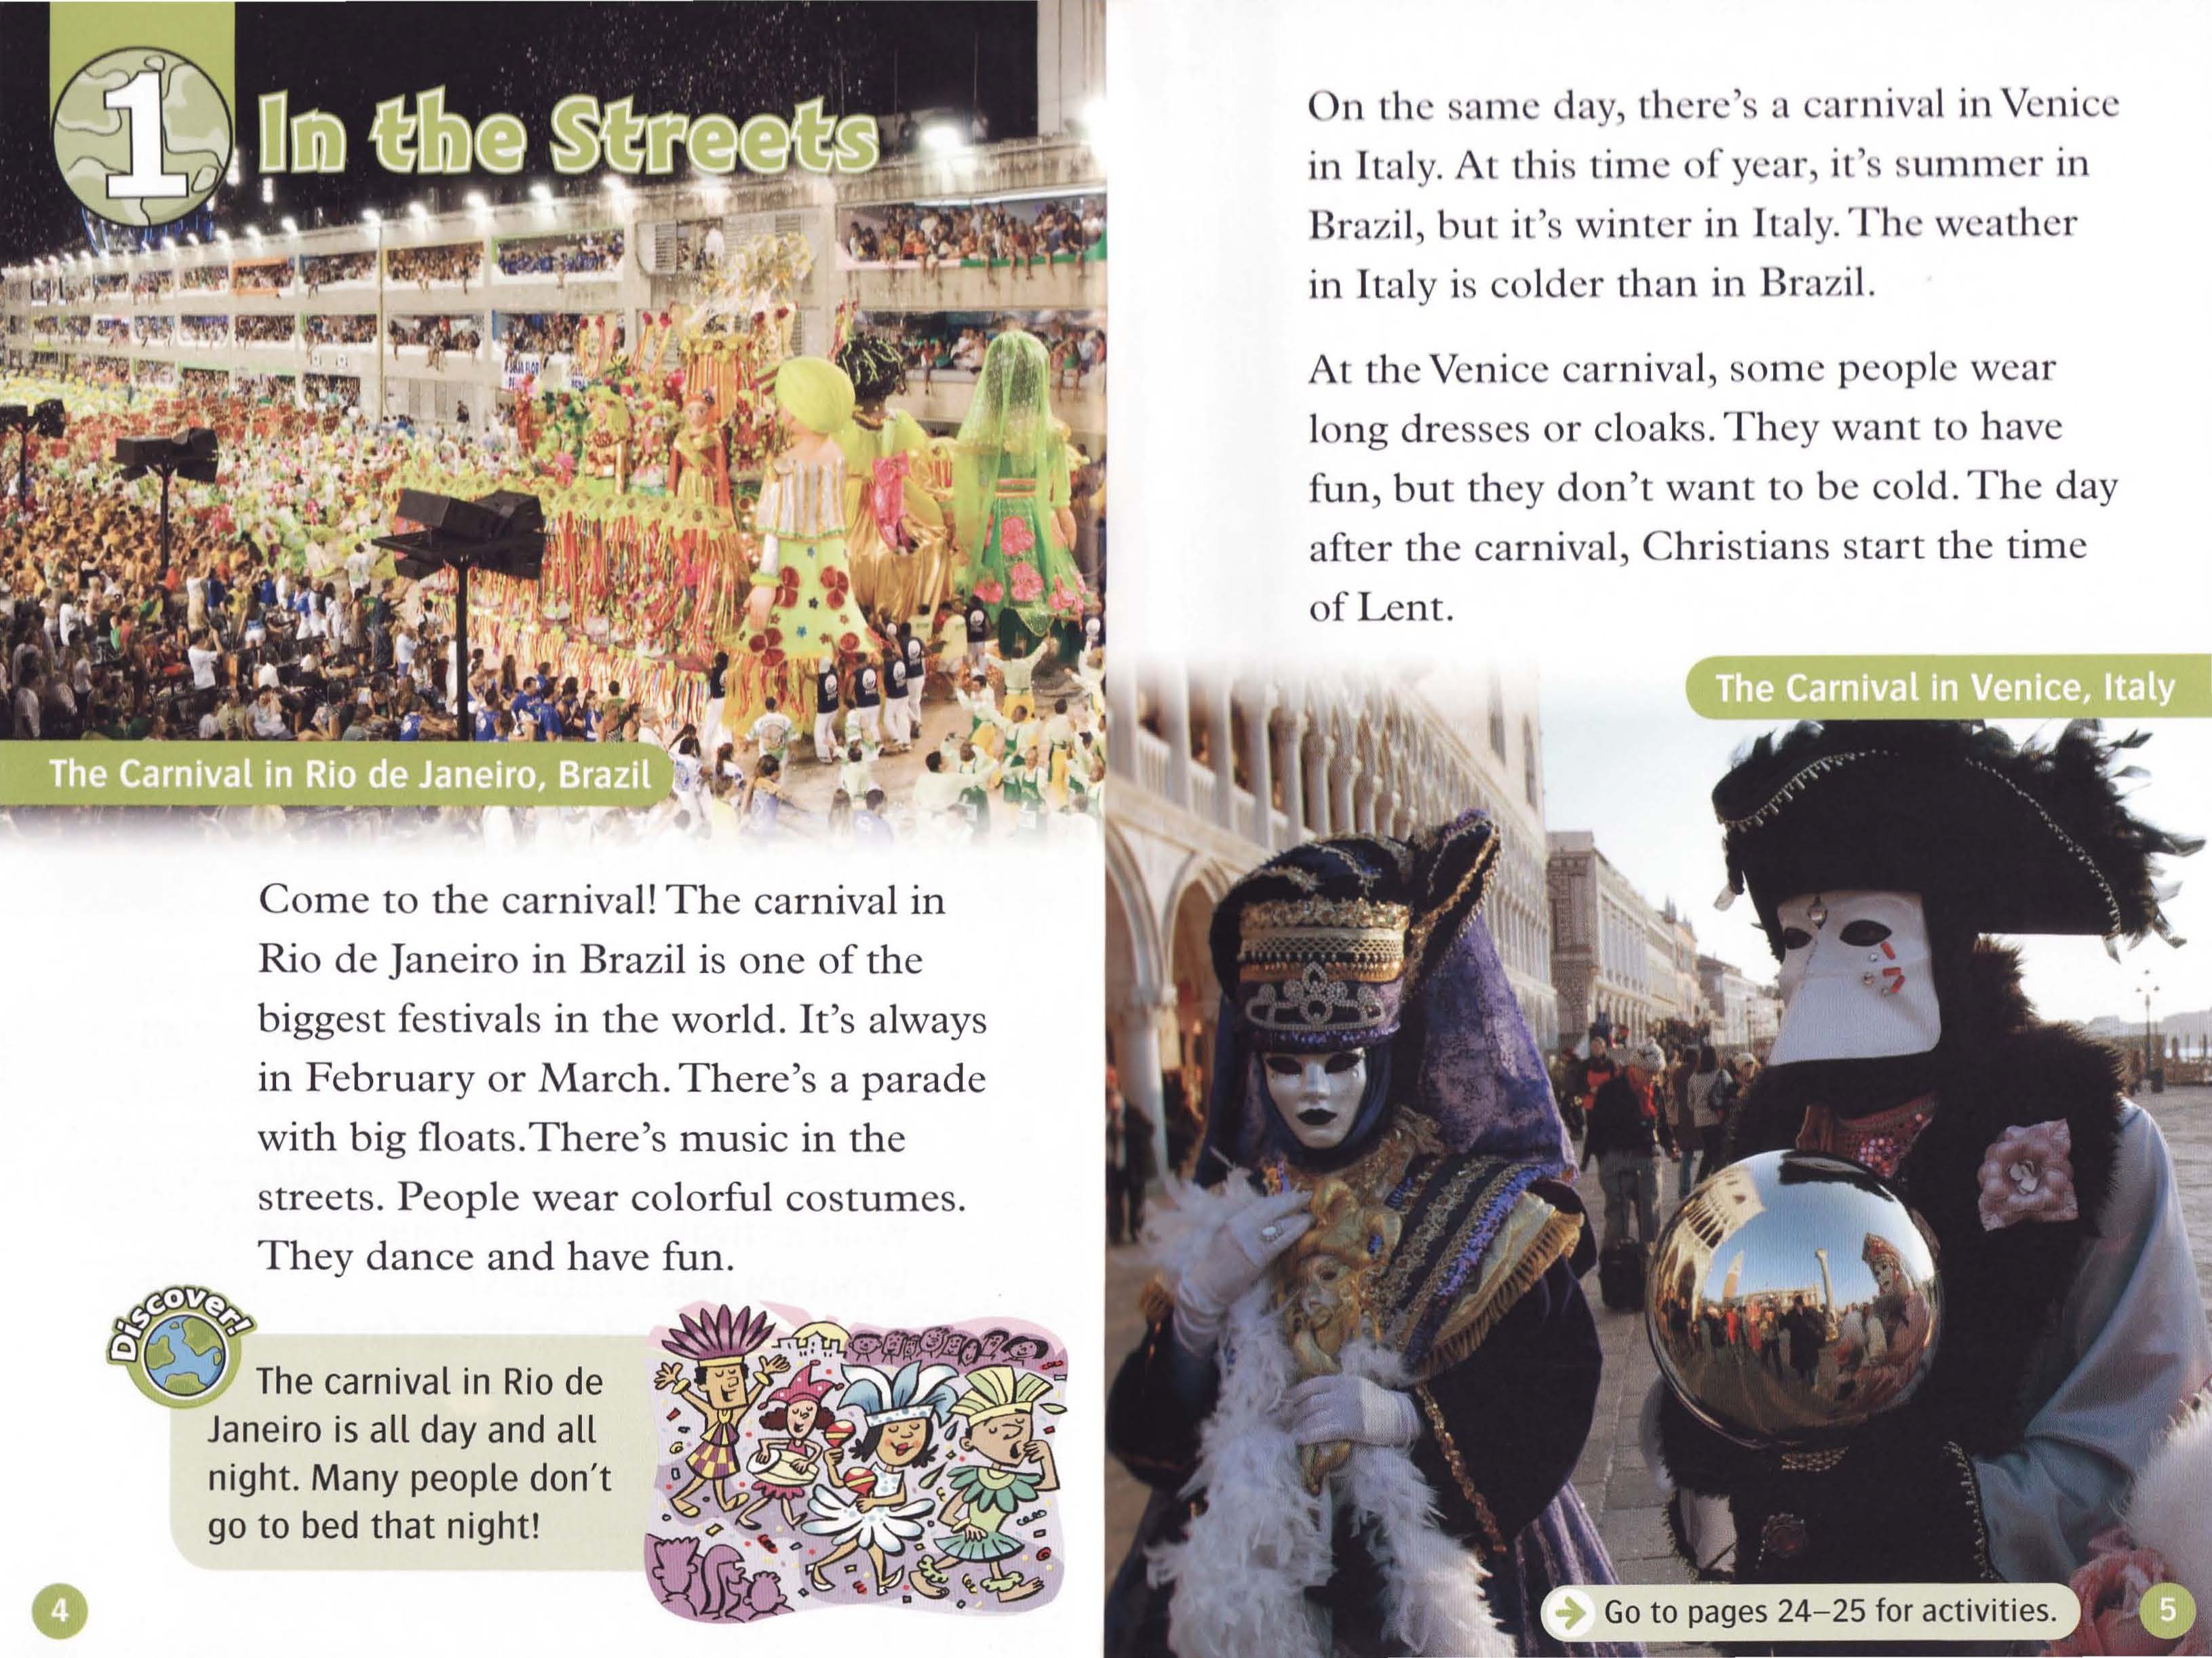 1
In the Streets
The Carnival in Rio de Janeiro, Brazil
Come to the carnival! The carnival in
Rio de Janeiro in Brazil is one of the
biggest festivals in the world. It's always
in February or March. There's a parade
with big floats. There's music in the
streets. People wear colorful costumes.
They dance and have fun.
Discover!
The carnival in Rio de
Janeiro is all day and all
night. Many people don't
go to bed that night!
4
On the same day, there's a carnival in Venice
in Italy. At this time of year, it's summer in
Brazil, but it's winter in Italy. The weather
in Italy is colder than in Brazil.
At the Venice carnival, some people wear
long dresses or cloaks. They want to have
fun, but they don't want to be cold. The day
after the carnival, Christians start the time
of Lent.
The Carnival in Venice, Italy
Go to pages 24–25 for activities.
5